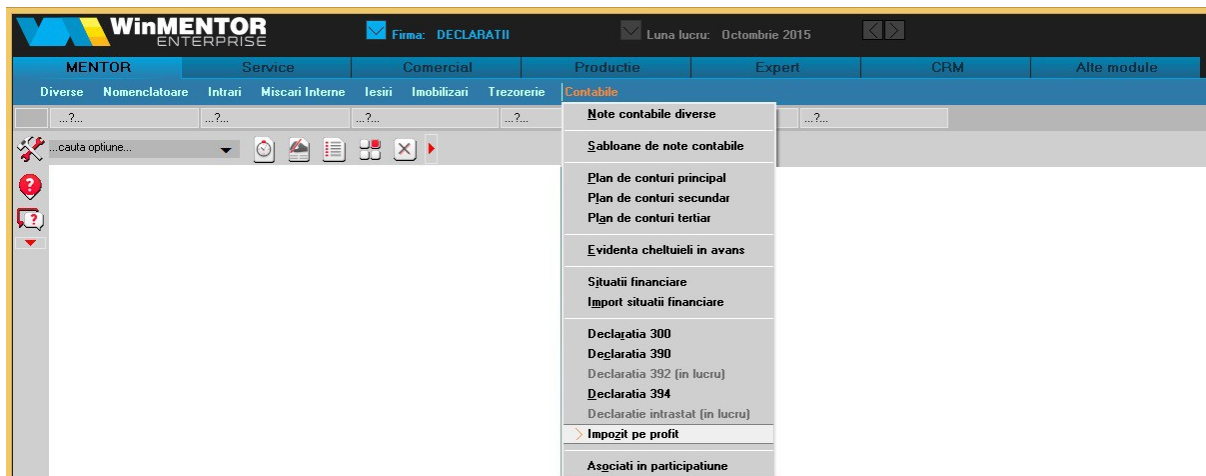 WinMENTOR
ENTERPRISE
Firma: DECLARATII
Luna lucru: Octombrie 2015
MENTOR Service Comercial Productie Expert CRM Alte module
Diverse Nomenclatoare Intrari Miscari Interne Iesiri Imobilizari Trezorerie Contabile
...?... ...?... ...?... ...?... ...?...
...cauta optiune...
Note contabile diverse
Sabloane de note contabile
Plan de conturi principal
Plan de conturi secundar
Plan de conturi tertiar
Evidenta cheltuieli in avans
Situatii financiare
Import situatii financiare
Declaratia 300
Declaratia 390
Declaratia 392 (in lucru)
Declaratia 394
Declaratie intrastat (in lucru)
Impozit pe profit
Asociati in participatiune